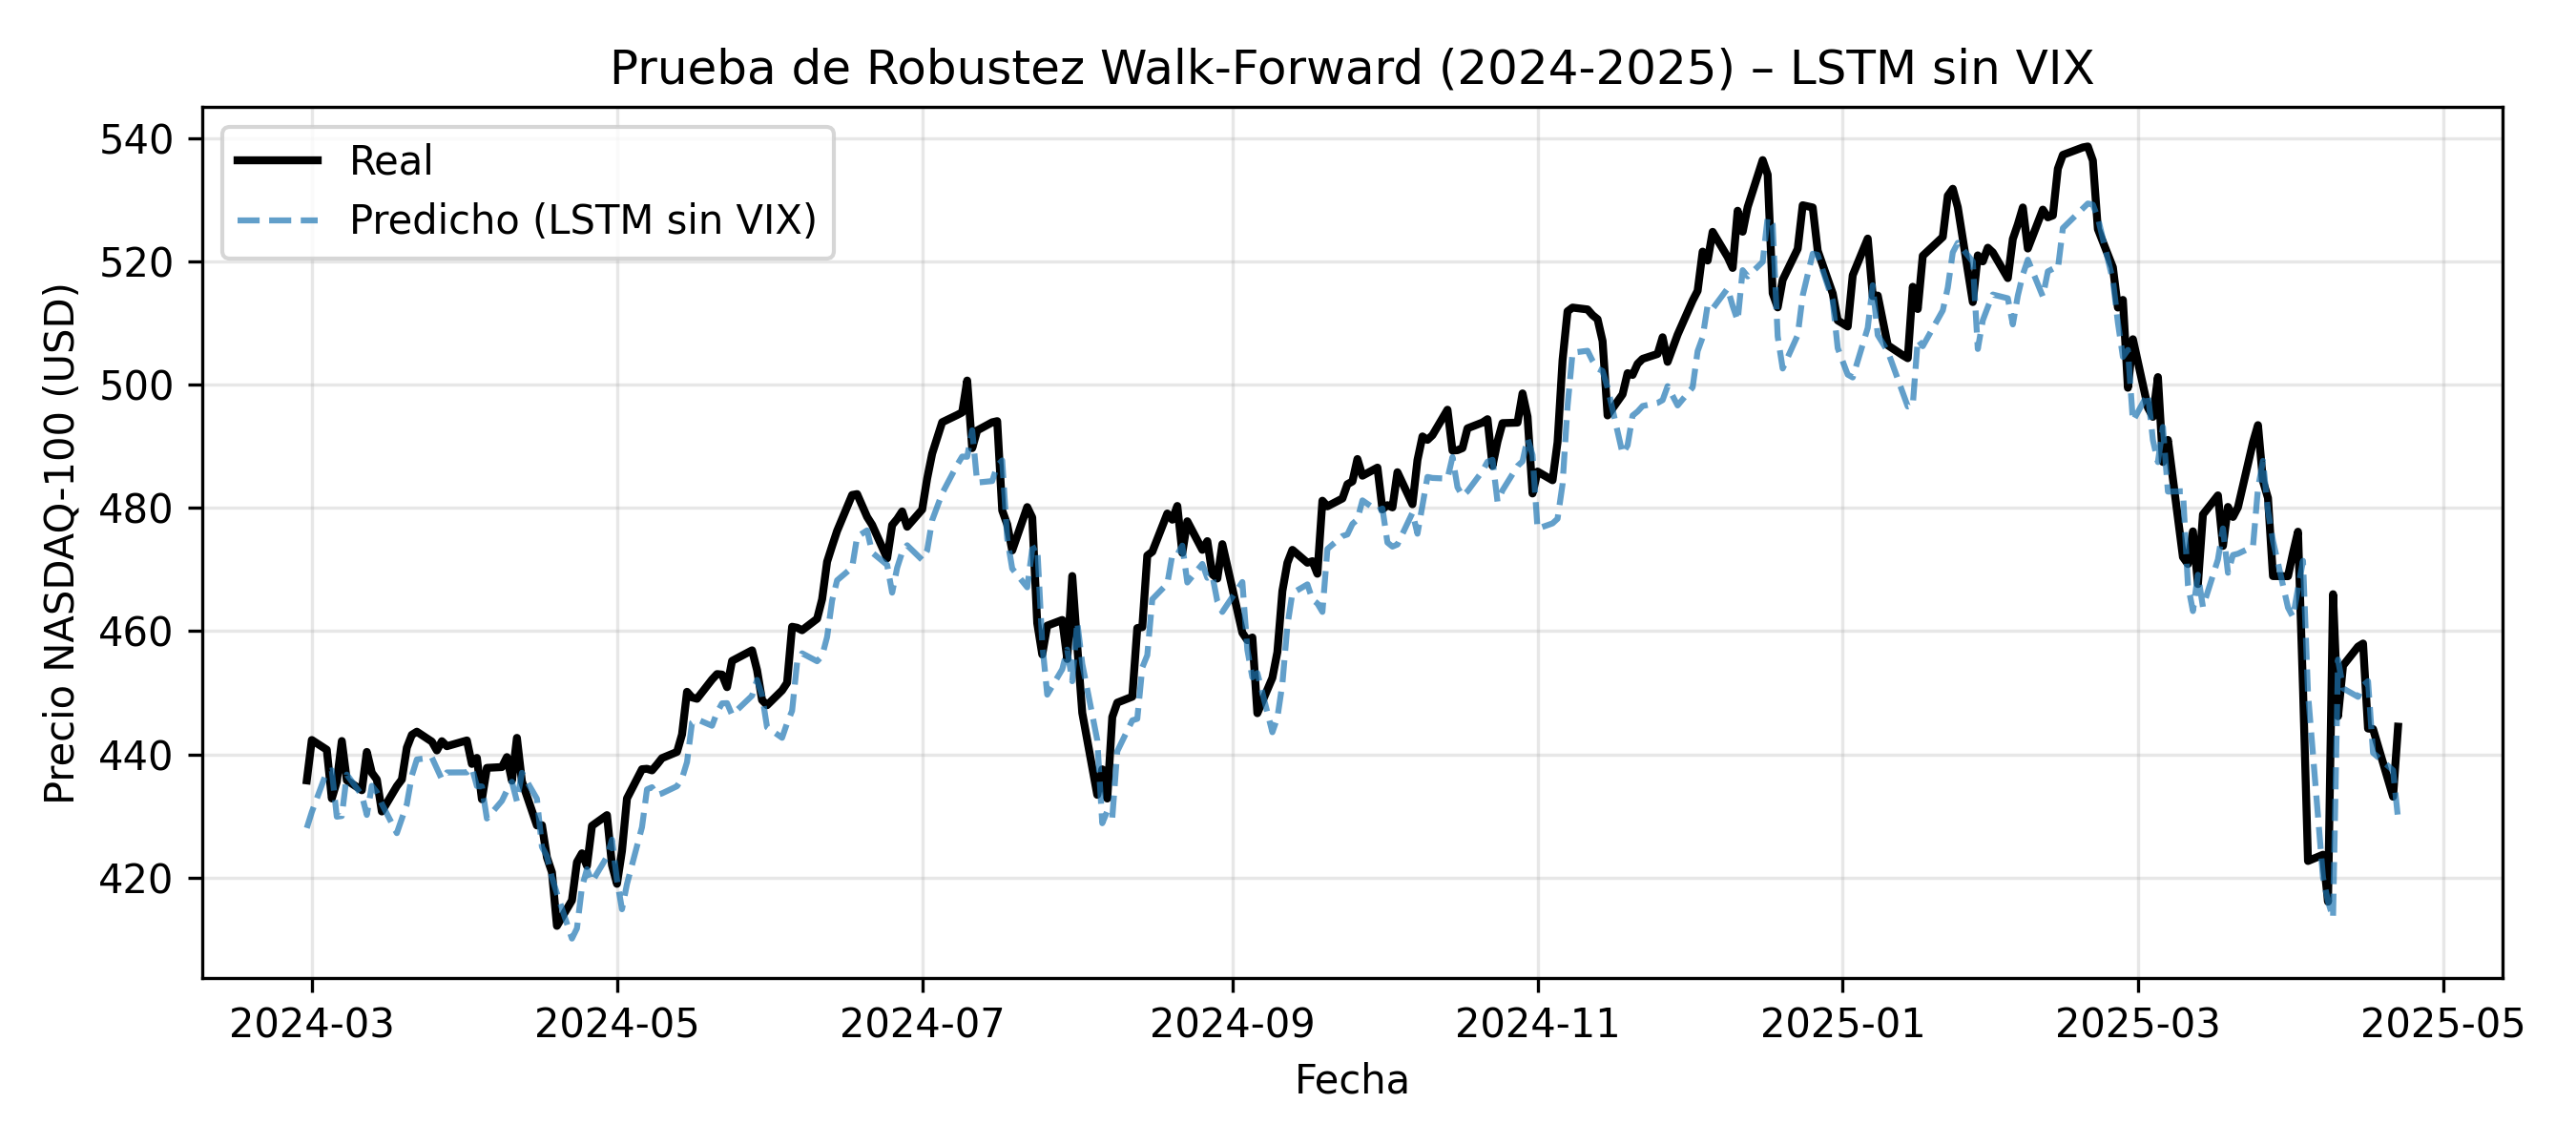 Prueba de Robustez Walk-Forward (2024-2025) – LSTM sin VIX
Real
Predicho (LSTM sin VIX)
Precio NASDAQ-100 (USD)
540
520
500
480
460
440
420
2024-03 2024-05 2024-07 2024-09 2024-11 2025-01 2025-03 2025-05
Fecha